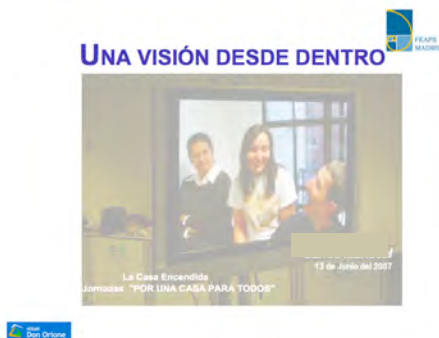 FEAPS
MADRID
UNA VISIÓN DESDE DENTRO
13 de Junio del 2007
La Casa Encendida
Jornadas "POR UNA CASA PARA TODOS"
Don Orione